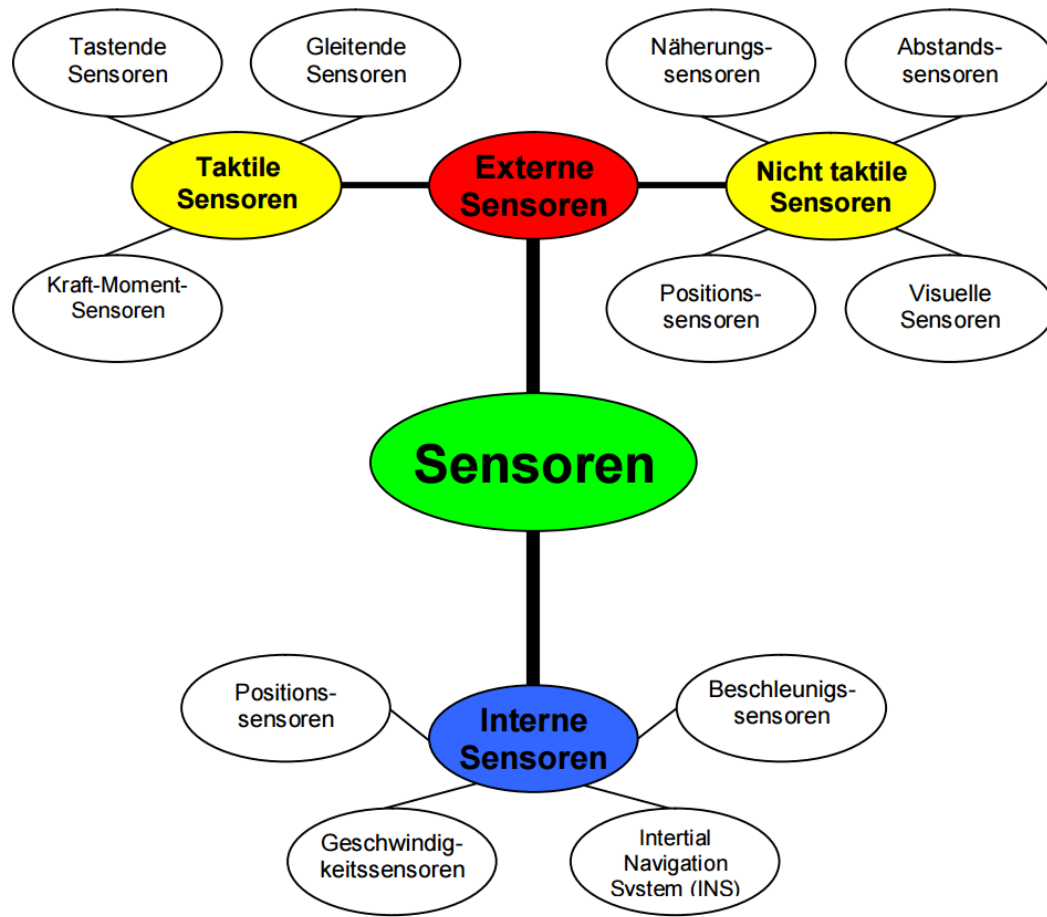 Tastende
Sensoren
Gleitende
Sensoren
Näherungs-
sensoren
Abstands-
sensoren
Taktile
Sensoren
Externe
Sensoren
Nicht taktile
Sensoren
Kraft-Moment-
Sensoren
Positions-
sensoren
Visuelle
Sensoren
Sensoren
Positions-
sensoren
Interne
Sensoren
Beschleunigs-
sensoren
Geschwindig-
keitssensoren
Intertial
Navigation
System (INS)